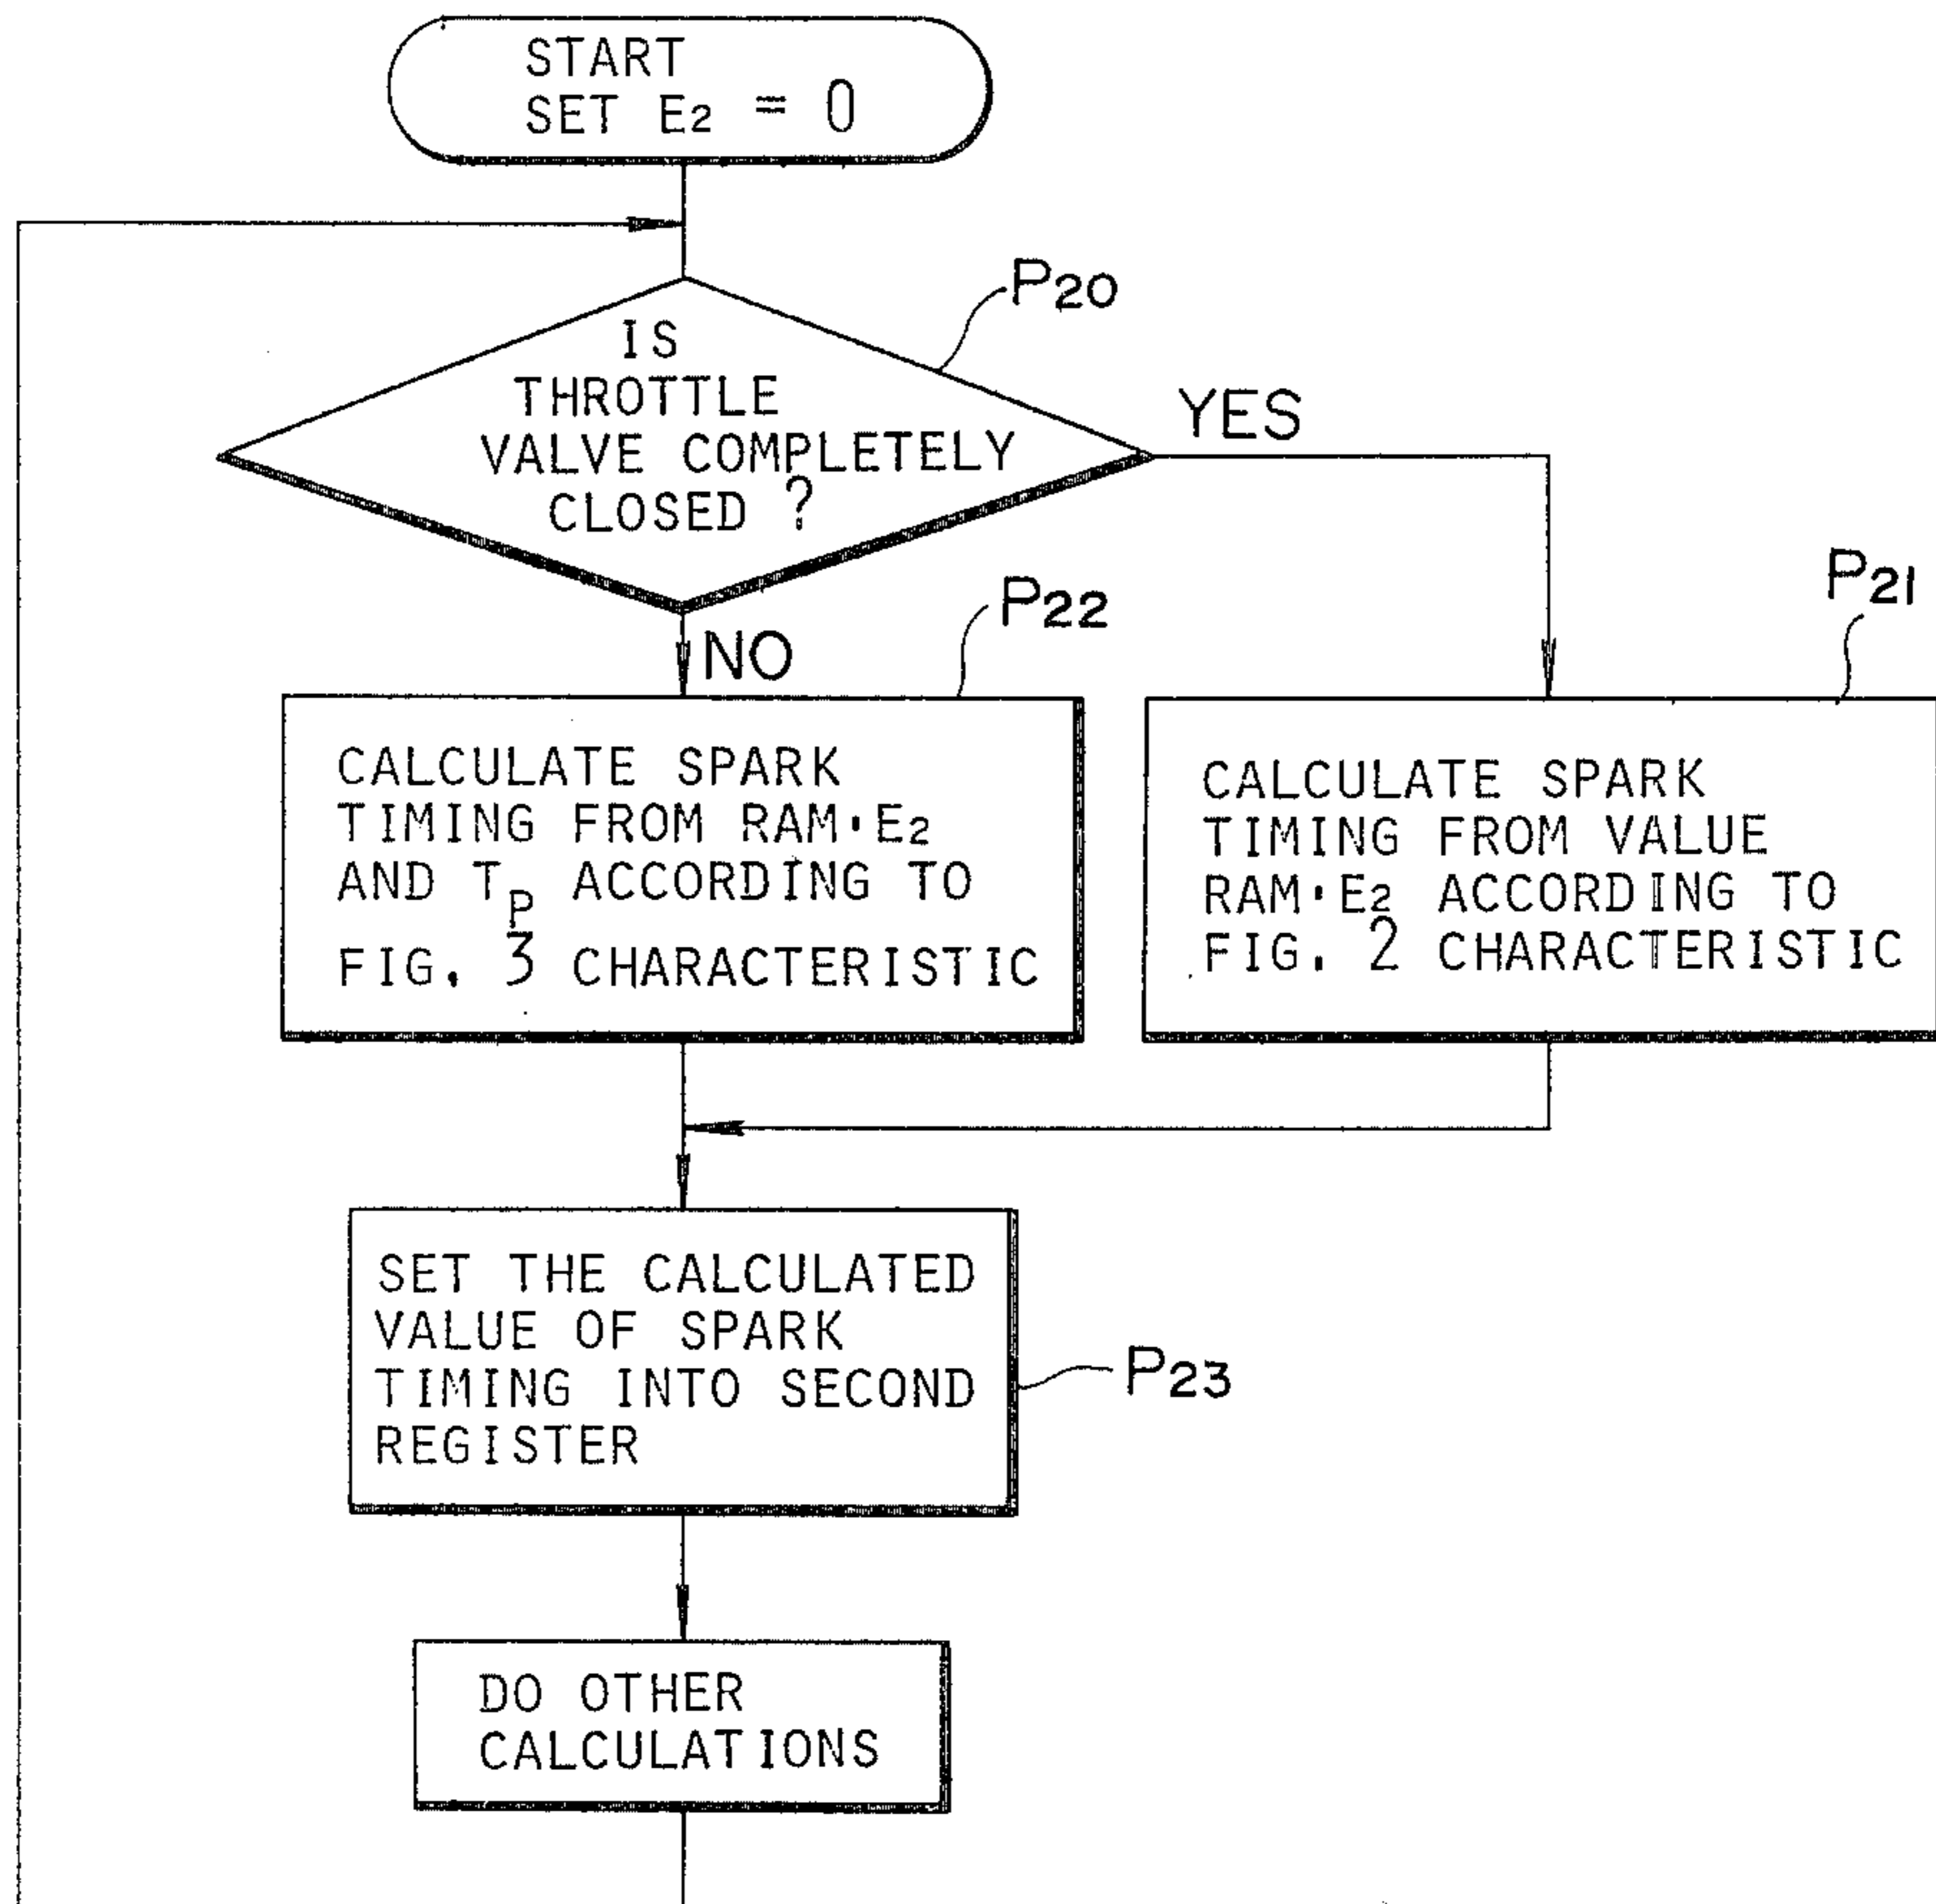 START
SET E2 = 0
P20
IS
THROTTLE
VALVE COMPLETELY
CLOSED ?
YES
NO
P22
CALCULATE SPARK
TIMING FROM RAM·E2
AND TP ACCORDING TO
FIG. 3 CHARACTERISTIC
P21
CALCULATE SPARK
TIMING FROM VALUE
RAM·E2 ACCORDING TO
FIG. 2 CHARACTERISTIC
SET THE CALCULATED
VALUE OF SPARK
TIMING INTO SECOND
REGISTER
P23
DO OTHER
CALCULATIONS